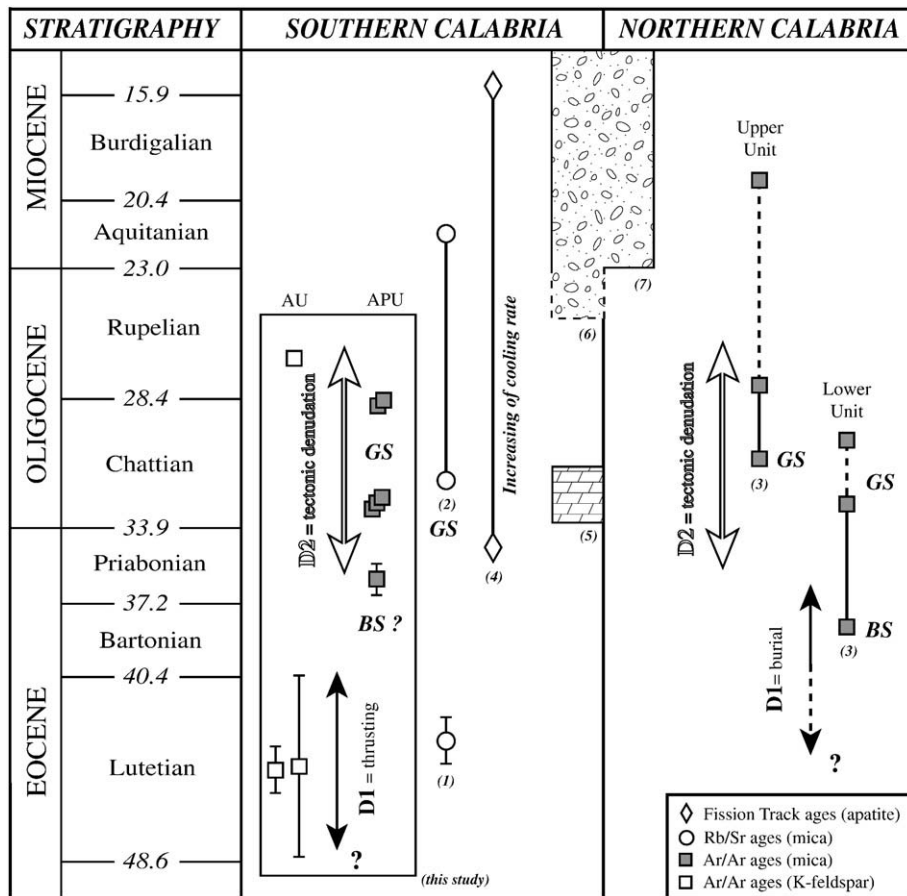 STRATIGRAPHY SOUTHERN CALABRIA NORTHERN CALABRIA
MIOCENE
15.9
Burdigalian
20.4
Aquitanian
23.0
OLIGOCENE
Rupelian
28.4
Chattian
33.9
EOCENE
Priabonian
37.2
Bartonian
40.4
Lutetian
48.6
AU APU
D2 = tectonic denudation
GS
BS ?
D1 = thrusting
?
(this study)
(1)
(2)
GS
Increasing of cooling rate
(4)
(5)
(6)
(7)
Upper
Unit
D2 = tectonic denudation
GS
(3)
Lower
Unit
GS
BS
(3)
D1= burial
?
Fission Track ages (apatite)
Rb/Sr ages (mica)
Ar/Ar ages (mica)
Ar/Ar ages (K-feldspar)